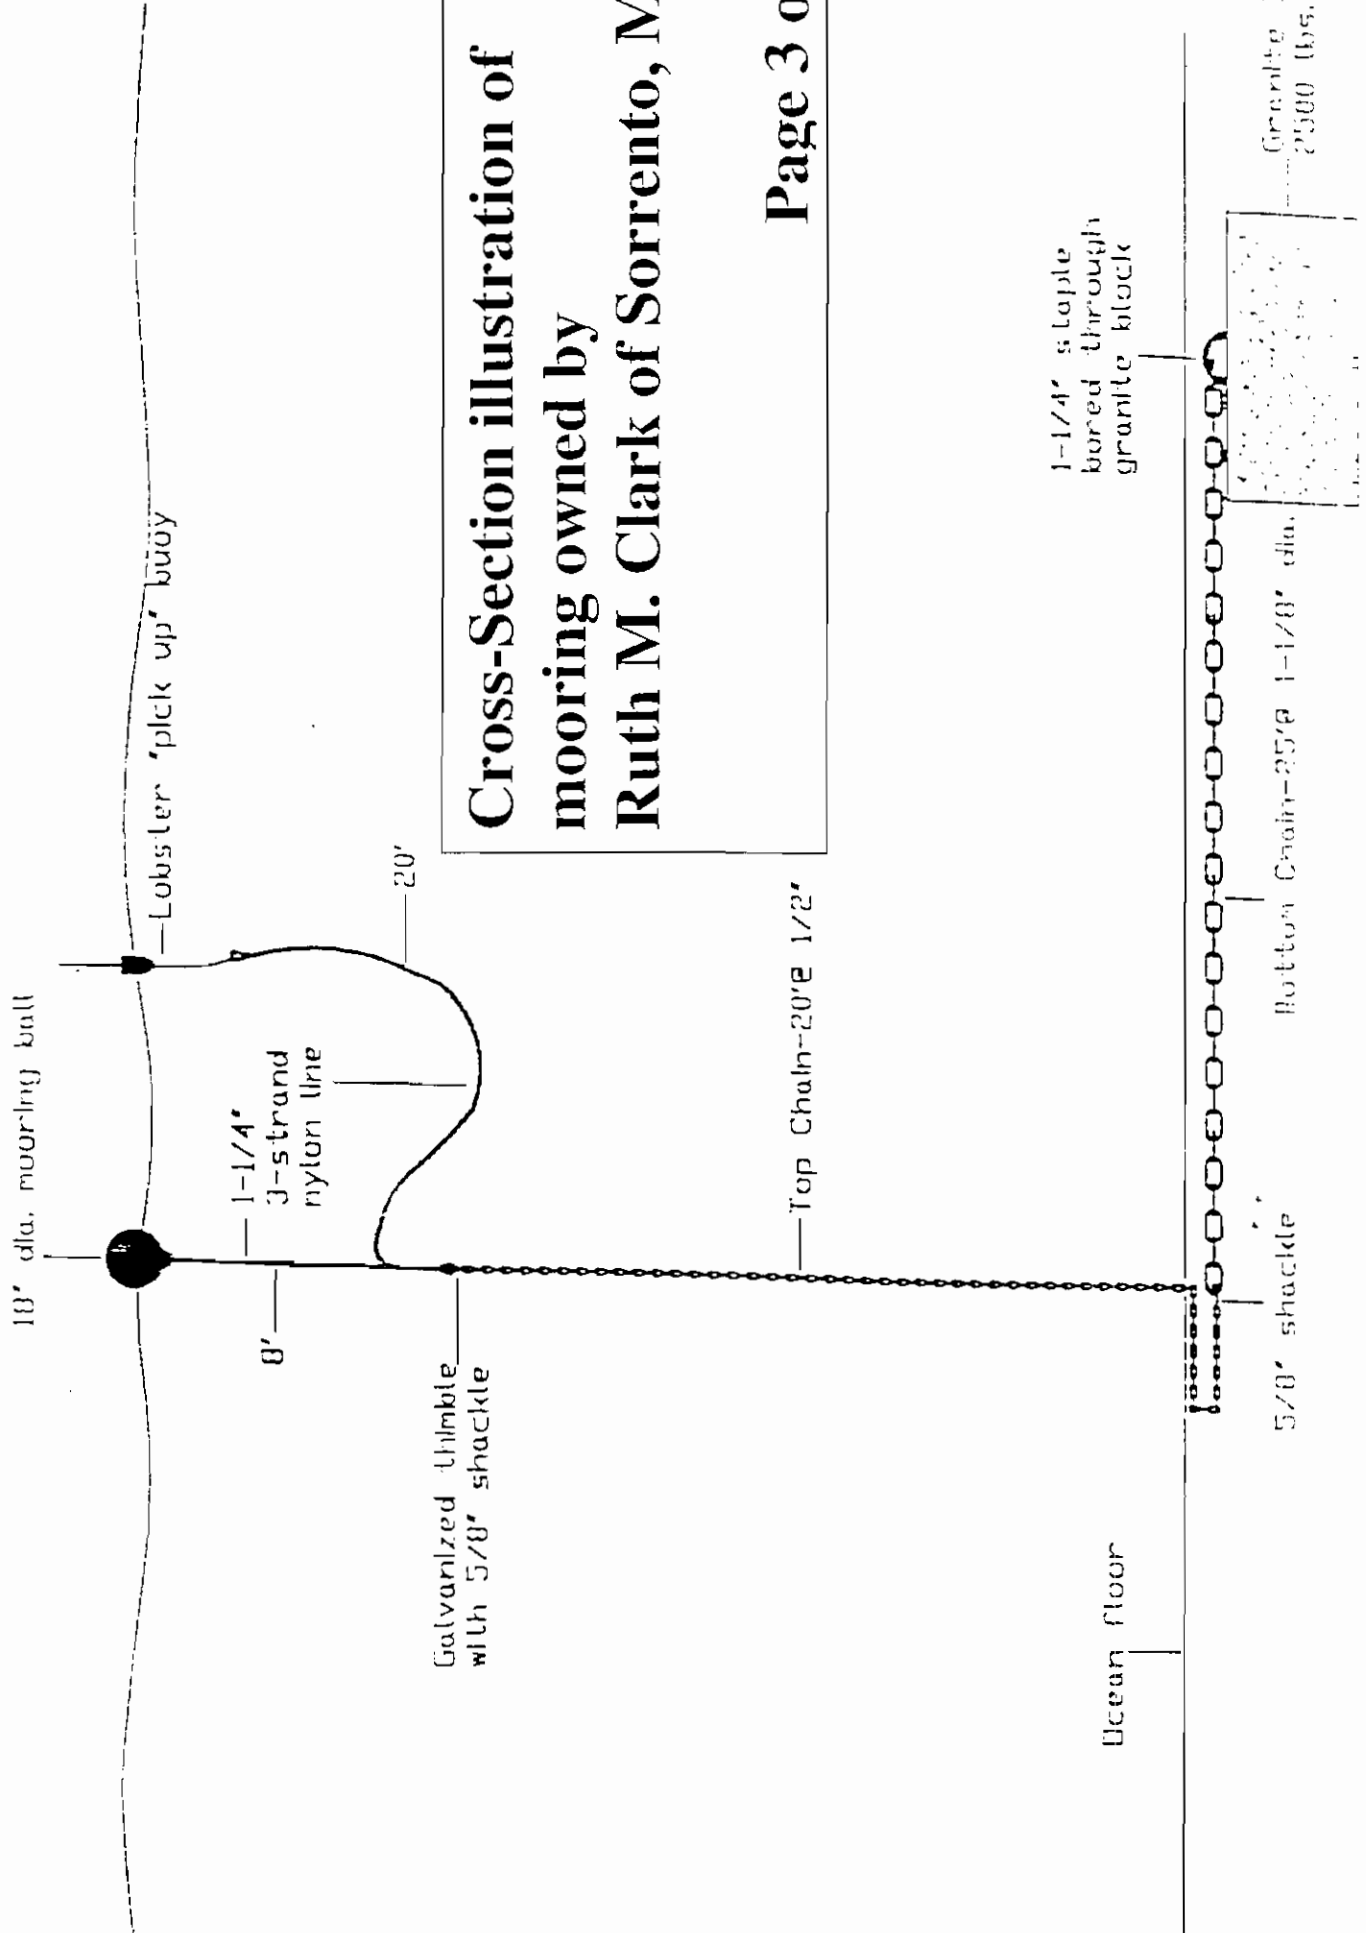 18" dia. mooring ball
Lobster "pick up" buoy
1-1/4"
3-strand
nylon line
8'
20'
Galvanized thimble
with 5/8" shackle
Top Chain-20'@ 1/2"
Cross-Section illustration of
mooring owned by
Ruth M. Clark of Sorrento, M
Page 3 o
Ocean floor
1-1/4" staple
bored through
granite block
5/8" shackle
Bottom Chain-25'@ 1-1/8" dia.
Granite
2500 lbs.